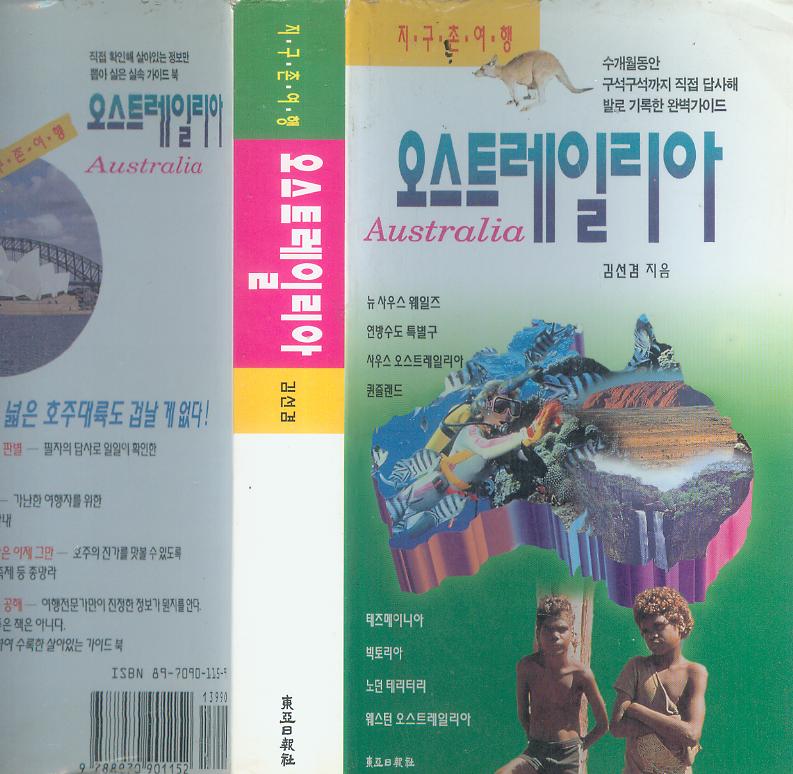 직접 확인해 살아있는 정보만
뽑아 실은 실속 가이드 북
오스트레일리아
구·촌·여·행
Australia
넓은 호주대륙도 겁날 게 없다!
판별 — 필자의 답사로 일일이 확인한
— 가난한 여행자를 위한
내
은 이제 그만 — 호주의 진가를 맛볼 수 있도록
축제 등 총망라
공해 — 여행전문가만이 진정한 정보가 뭔지를 안다.
은 책은 아니다.
하여 수록한 살아있는 가이드 북
ISBN 89-7090-115-
13990
9 788970 901152
지·구·촌·여·행
오스트레일리아
김선겸
東亞日報社
지·구·촌·여·행
수개월동안
구석구석까지 직접 답사해
발로 기록한 완벽가이드
오스트레일리아
Australia
김선겸 지음
뉴 사우스 웨일즈
연방수도 특별구
사우스 오스트레일리아
퀸즐랜드
테즈메이니아
빅토리아
노던 테리터리
웨스턴 오스트레일리아
東亞日報社